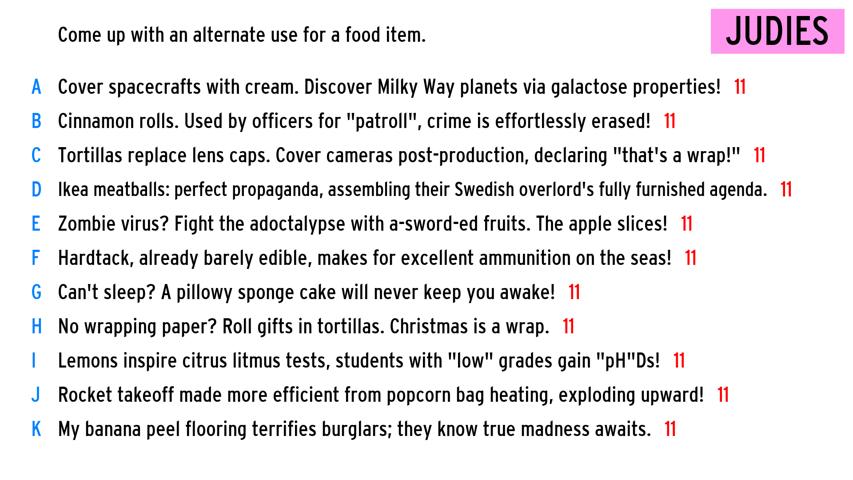 Come up with an alternate use for a food item.
JUDIES
A Cover spacecrafts with cream. Discover Milky Way planets via galactose properties! 11
B Cinnamon rolls. Used by officers for "patroll", crime is effortlessly erased! 11
C Tortillas replace lens caps. Cover cameras post-production, declaring "that's a wrap!" 11
D Ikea meatballs: perfect propaganda, assembling their Swedish overlord's fully furnished agenda. 11
E Zombie virus? Fight the adoctalypse with a-sword-ed fruits. The apple slices! 11
F Hardtack, already barely edible, makes for excellent ammunition on the seas! 11
G Can't sleep? A pillowy sponge cake will never keep you awake! 11
H No wrapping paper? Roll gifts in tortillas. Christmas is a wrap. 11
I Lemons inspire citrus litmus tests, students with "low" grades gain "pH"Ds! 11
J Rocket takeoff made more efficient from popcorn bag heating, exploding upward! 11
K My banana peel flooring terrifies burglars; they know true madness awaits. 11